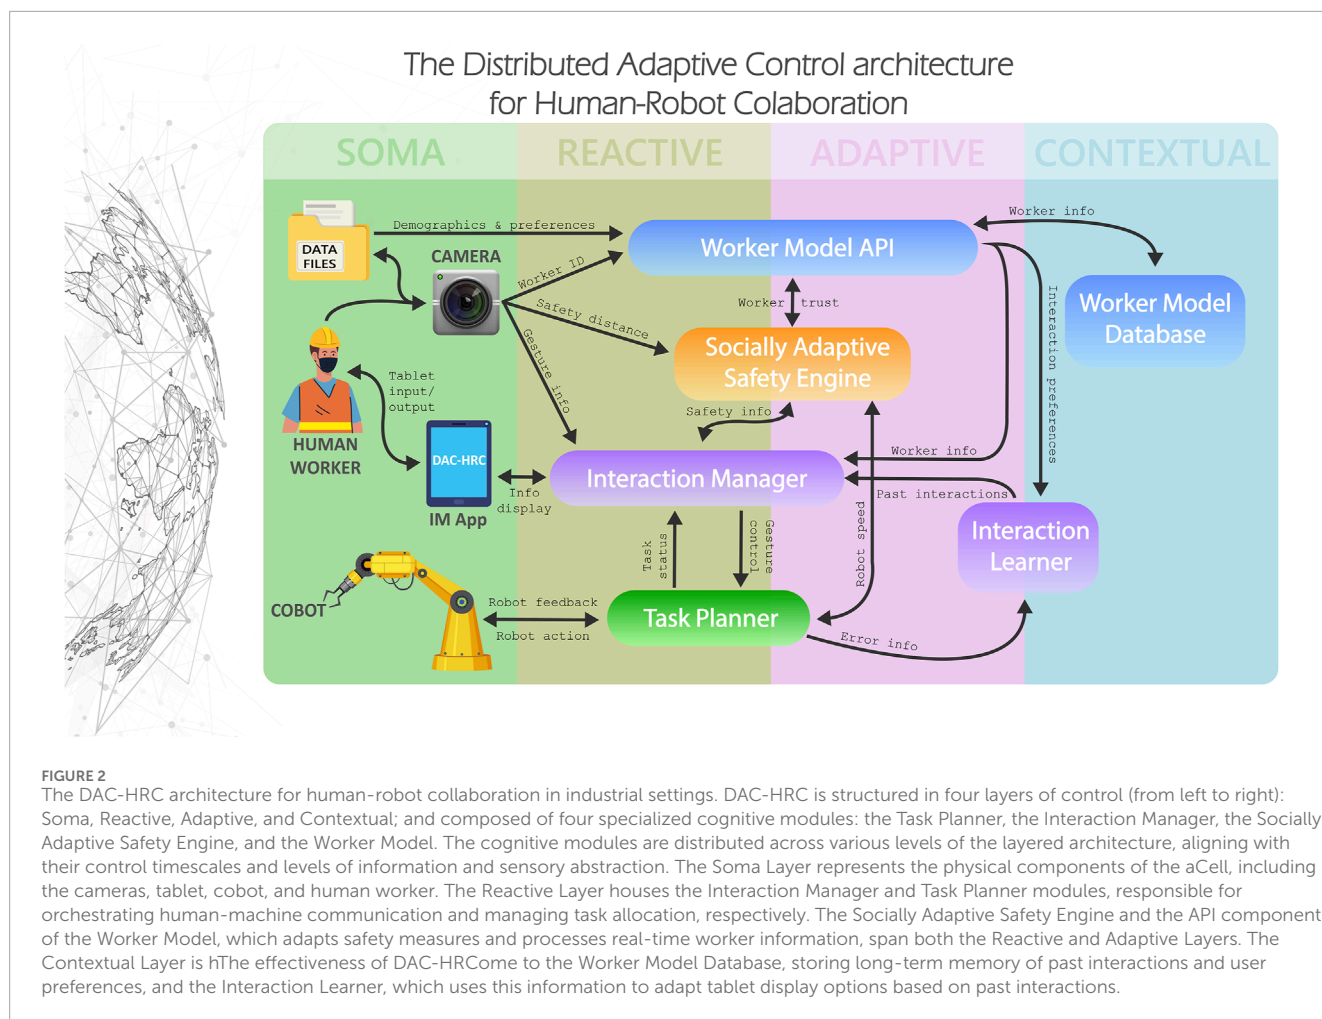 The Distributed Adaptive Control architecture
for Human-Robot Colaboration
SOMA
REACTIVE
ADAPTIVE
CONTEXTUAL
DATA
FILES
Demographics & preferences
CAMERA
Worker ID
Safety distance
Gesture info
Worker Model API
Worker info
Worker Model
Database
Worker trust
Interaction preferences
Socially Adaptive
Safety Engine
Tablet
input/
output
HUMAN
WORKER
Safety info
DAC-HRC
IM App
Info
display
Interaction Manager
Worker info
Past interactions
Interaction
Learner
Task
status
Gesture
control
Robot speed
COBOT
Robot feedback
Robot action
Task Planner
Error info
FIGURE 2
The DAC-HRC architecture for human-robot collaboration in industrial settings. DAC-HRC is structured in four layers of control (from left to right):
Soma, Reactive, Adaptive, and Contextual; and composed of four specialized cognitive modules: the Task Planner, the Interaction Manager, the Socially
Adaptive Safety Engine, and the Worker Model. The cognitive modules are distributed across various levels of the layered architecture, aligning with
their control timescales and levels of information and sensory abstraction. The Soma Layer represents the physical components of the aCell, including
the cameras, tablet, cobot, and human worker. The Reactive Layer houses the Interaction Manager and Task Planner modules, responsible for
orchestrating human-machine communication and managing task allocation, respectively. The Socially Adaptive Safety Engine and the API component
of the Worker Model, which adapts safety measures and processes real-time worker information, span both the Reactive and Adaptive Layers. The
Contextual Layer is hThe effectiveness of DAC-HRCome to the Worker Model Database, storing long-term memory of past interactions and user
preferences, and the Interaction Learner, which uses this information to adapt tablet display options based on past interactions.